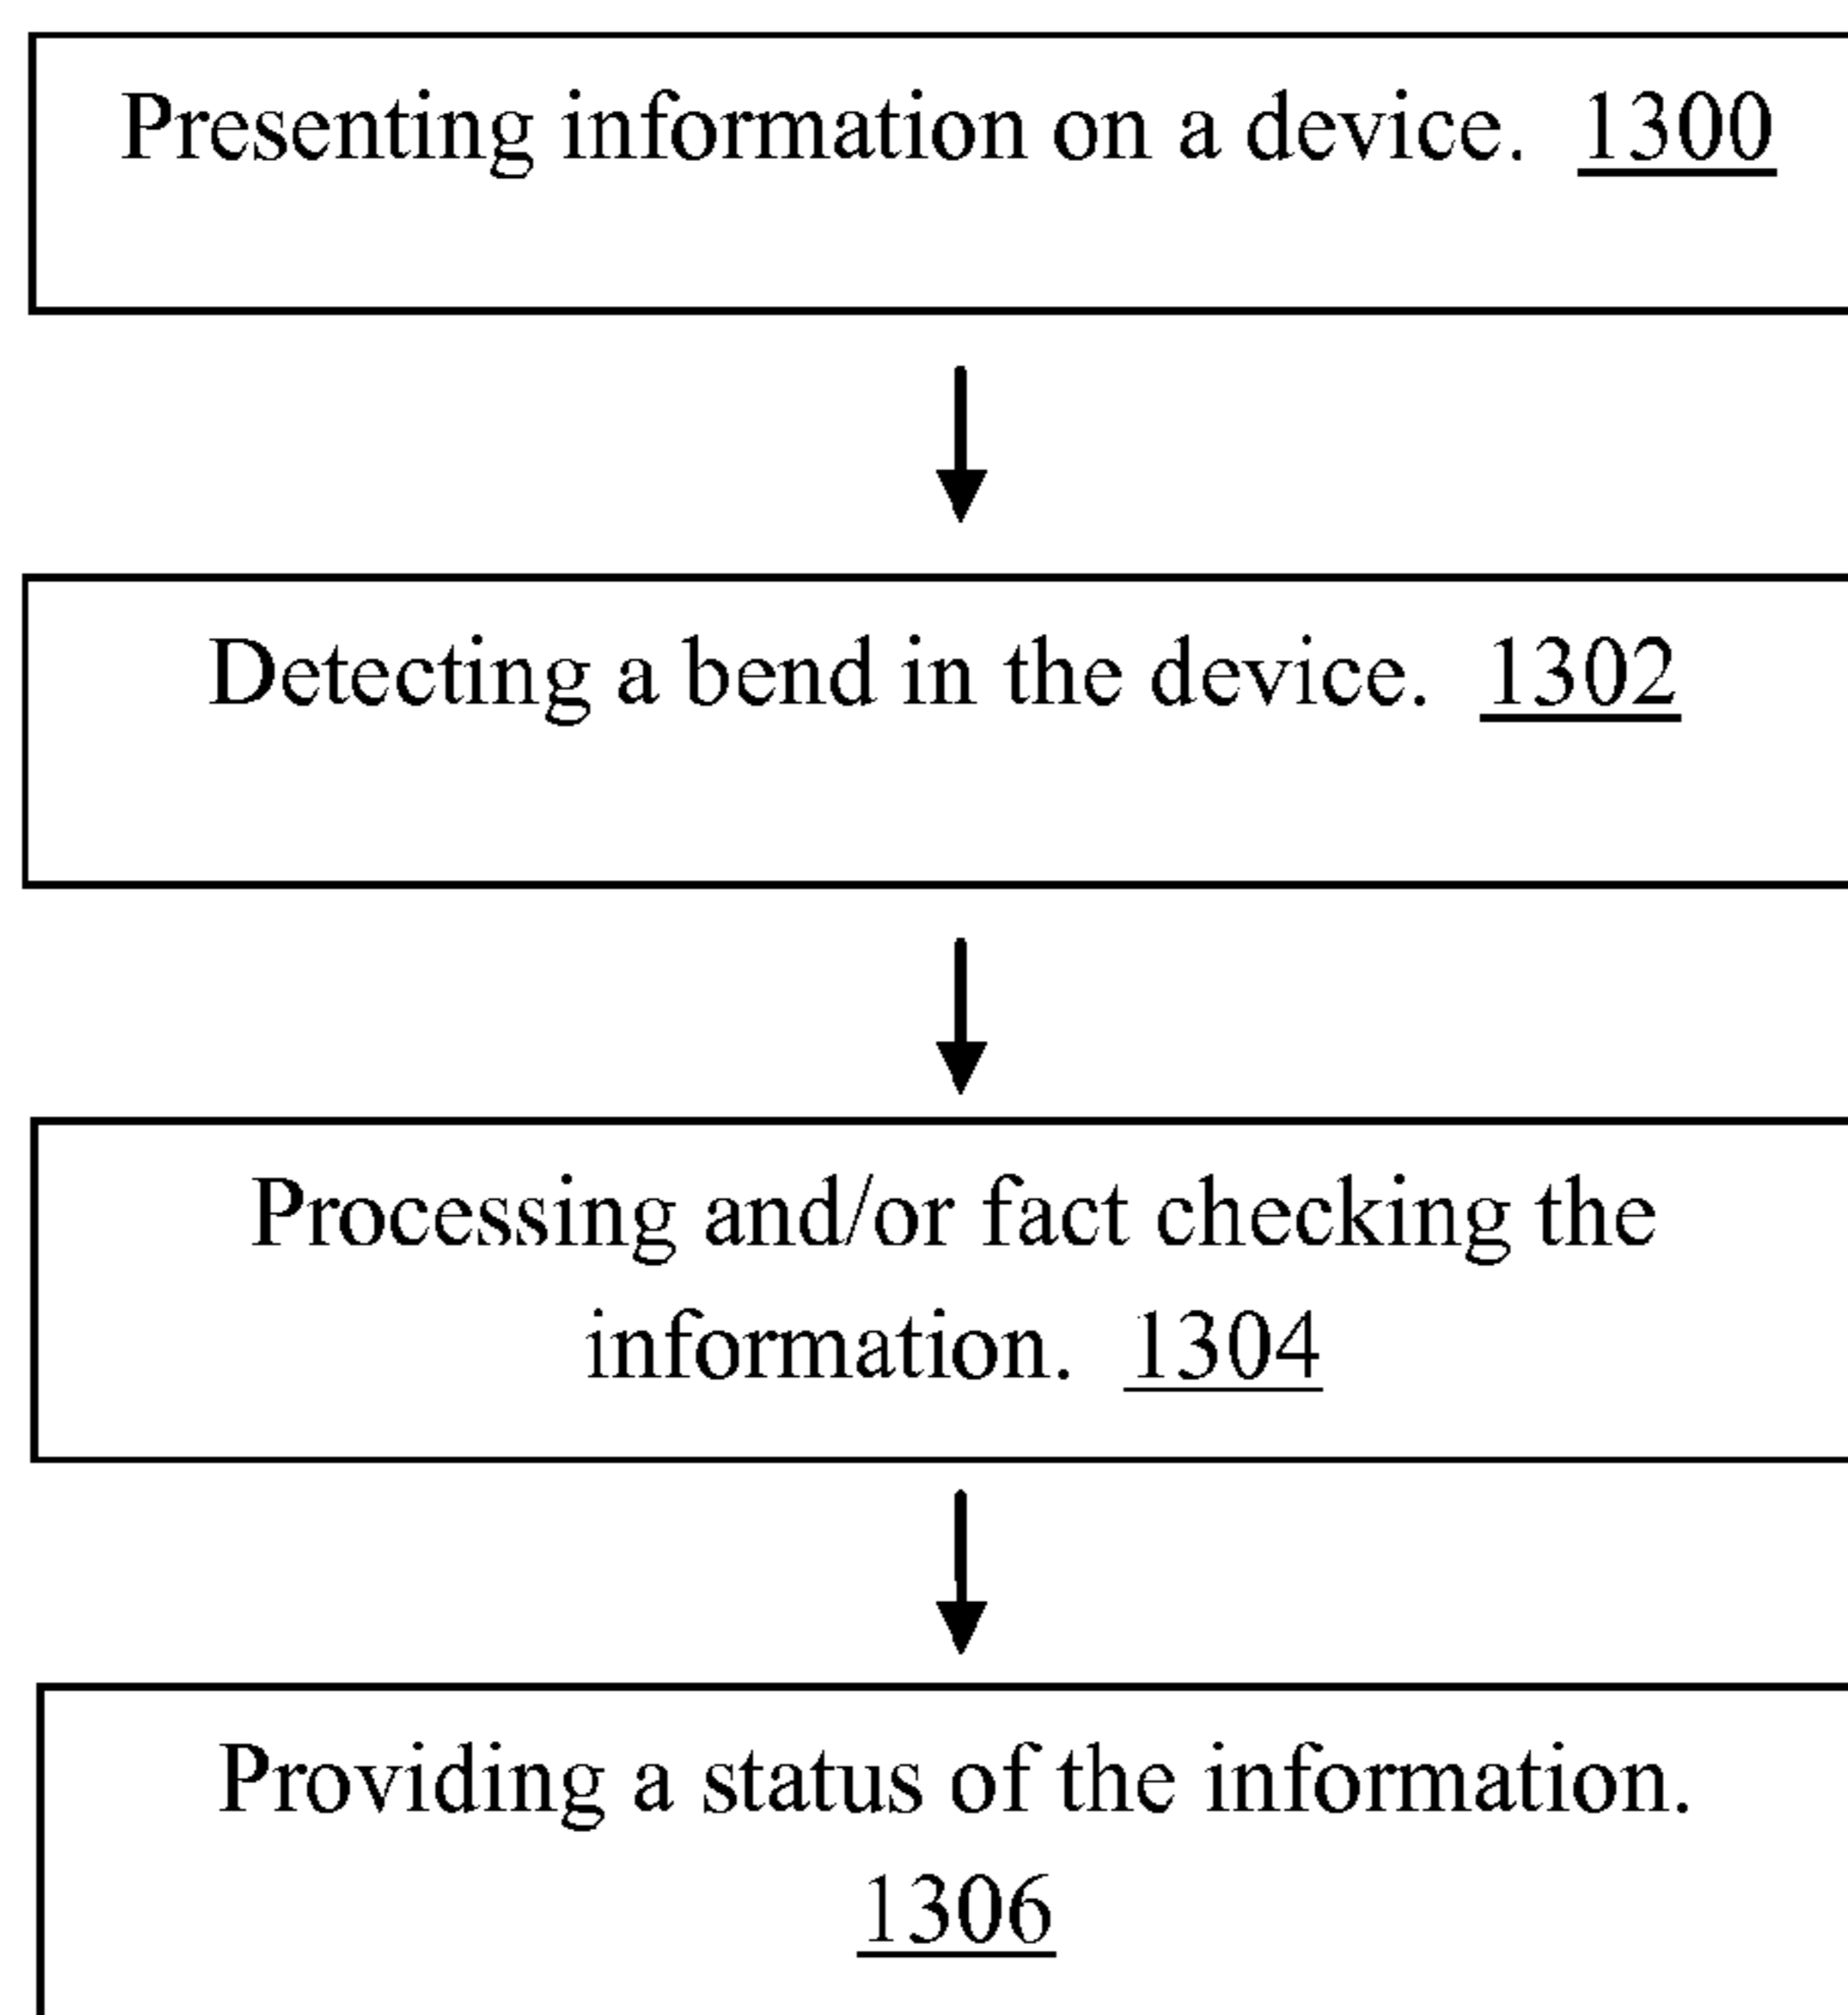 Presenting information on a device. 1300
Detecting a bend in the device. 1302
Processing and/or fact checking the
information. 1304
Providing a status of the information.
1306